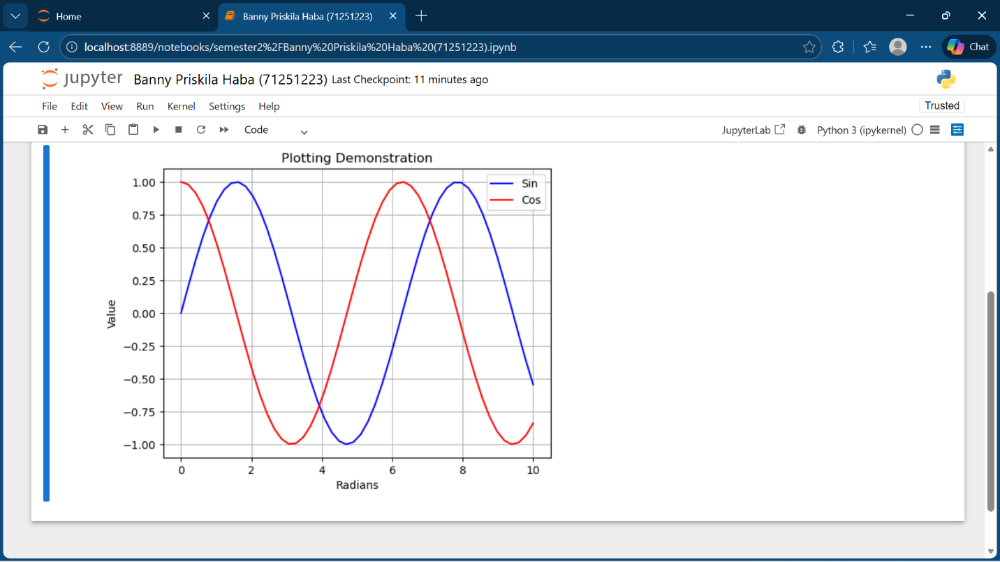 Home
Banny Priskila Haba (71251223)
localhost:8889/notebooks/semester2%2FBanny%20Priskila%20Haba%20(71251223).ipynb
Chat
jupyter Banny Priskila Haba (71251223) Last Checkpoint: 11 minutes ago
File Edit View Run Kernel Settings Help
Trusted
Code
JupyterLab
Python 3 (ipykernel)
Plotting Demonstration
Sin
Cos
1.00
0.75
0.50
0.25
0.00
−0.25
−0.50
−0.75
−1.00
Value
0 2 4 6 8 10
Radians